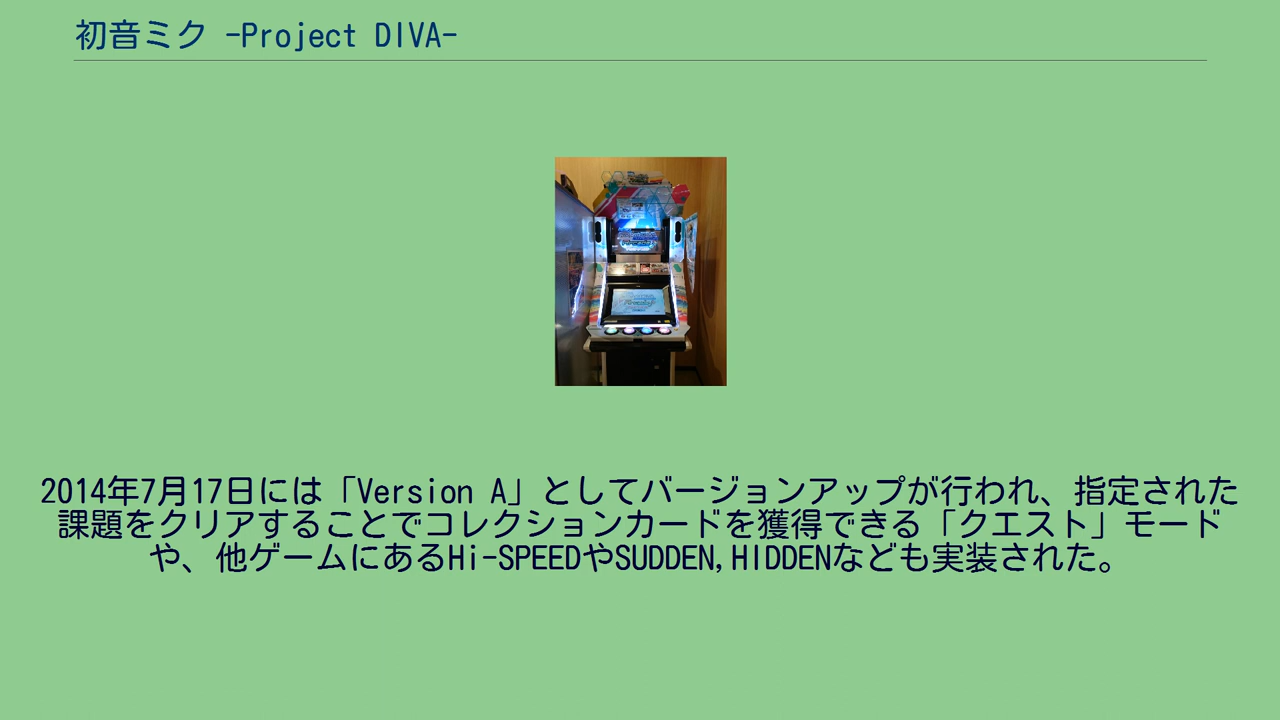 初音ミク -Project DIVA-
2014年7月17日には「Version A」としてバージョンアップが行われ、指定された
課題をクリアすることでコレクションカードを獲得できる「クエスト」モード
や、他ゲームにあるHi-SPEEDやSUDDEN,HIDDENなども実装された。